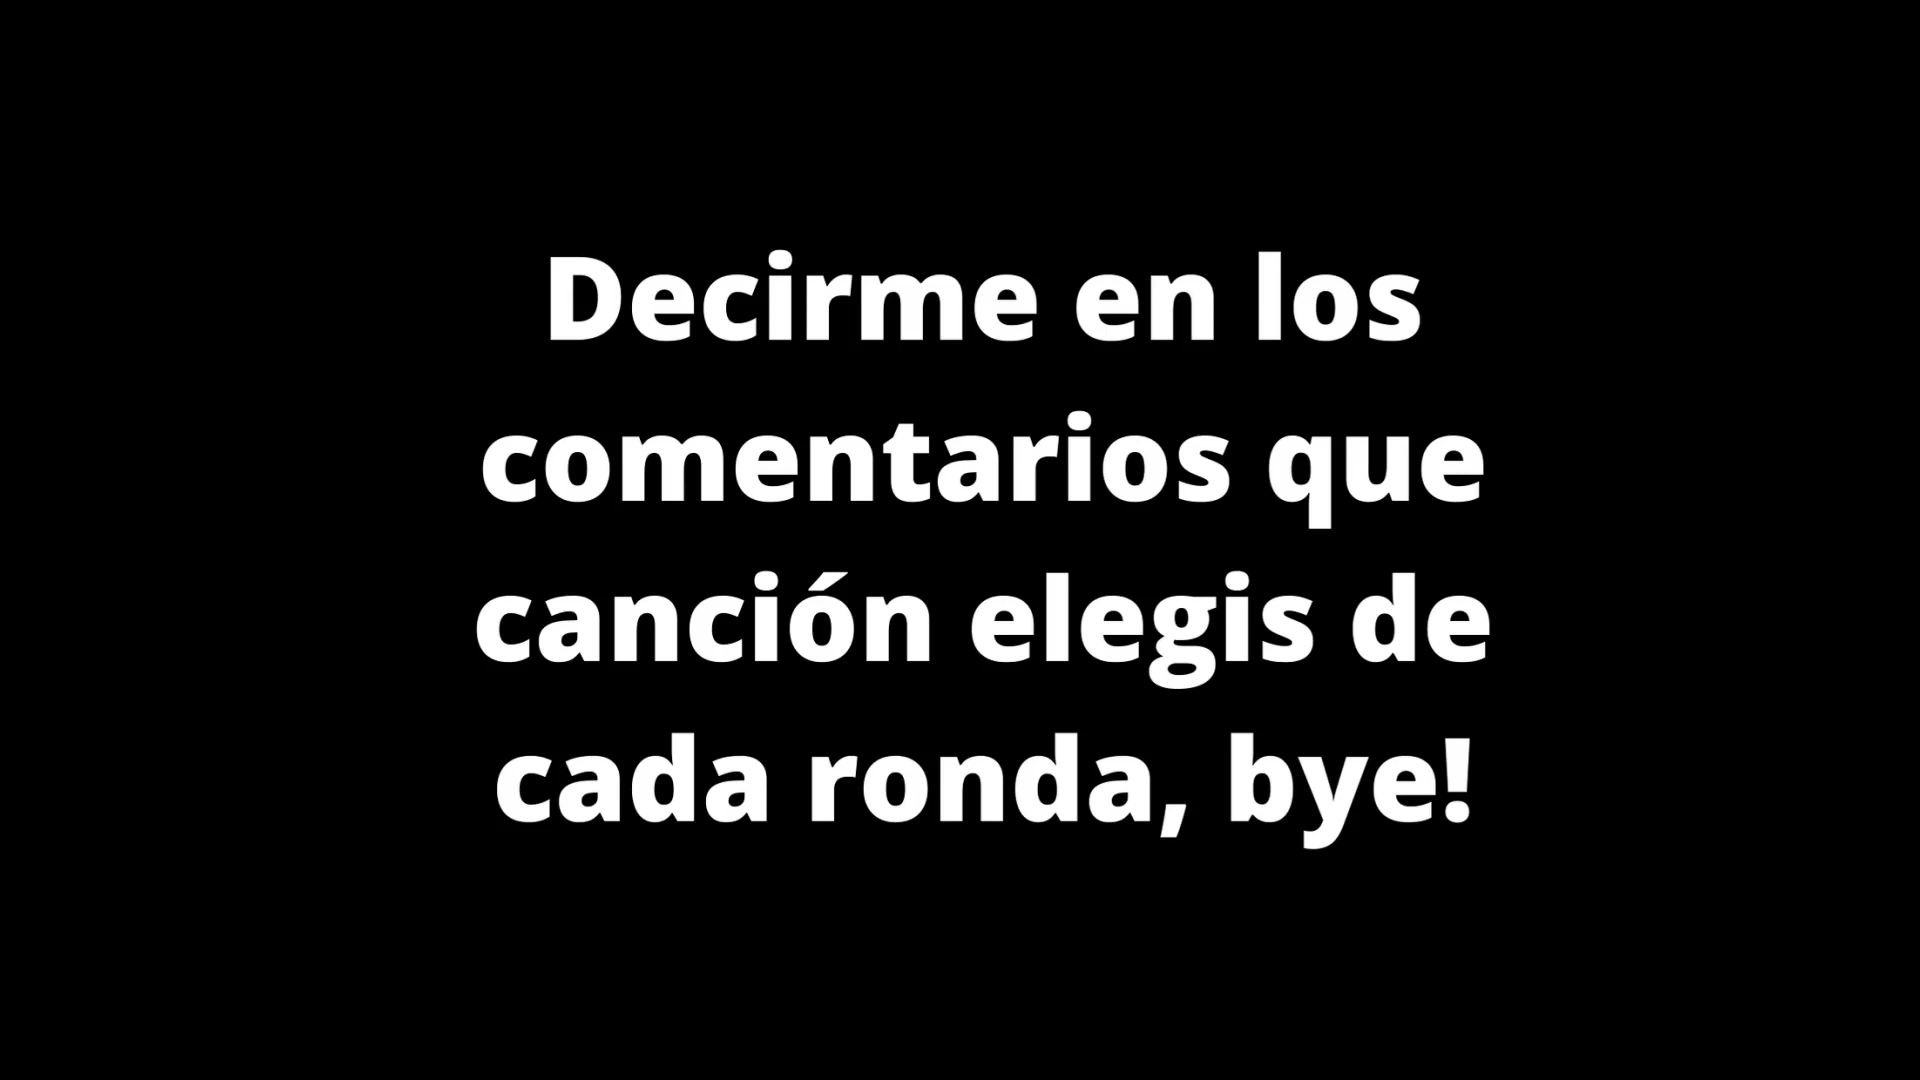 Decirme en los
comentarios que
canción elegis de
cada ronda, bye!